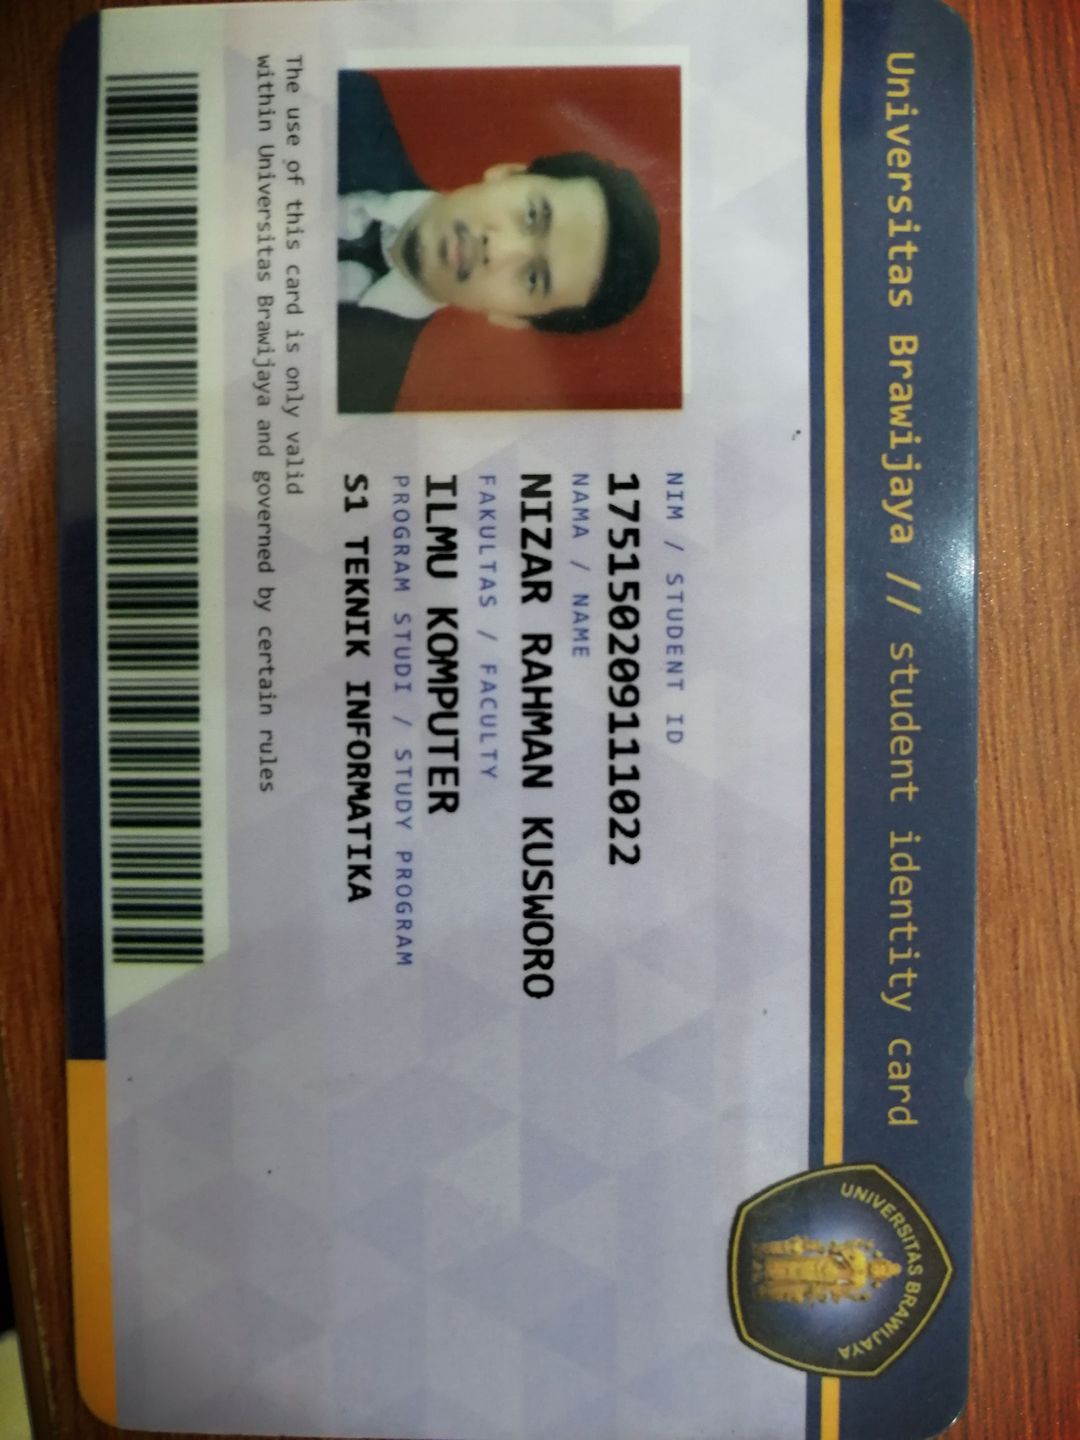 Universitas Brawijaya // student identity card
UNIVERSITAS BRAWIJAYA
NIM / STUDENT ID
175150209111022
NAMA / NAME
NIZAR RAHMAN KUSWORO
FAKULTAS / FACULTY
ILMU KOMPUTER
PROGRAM STUDI / STUDY PROGRAM
S1 TEKNIK INFORMATIKA
The use of this card is only valid
within Universitas Brawijaya and governed by certain rules